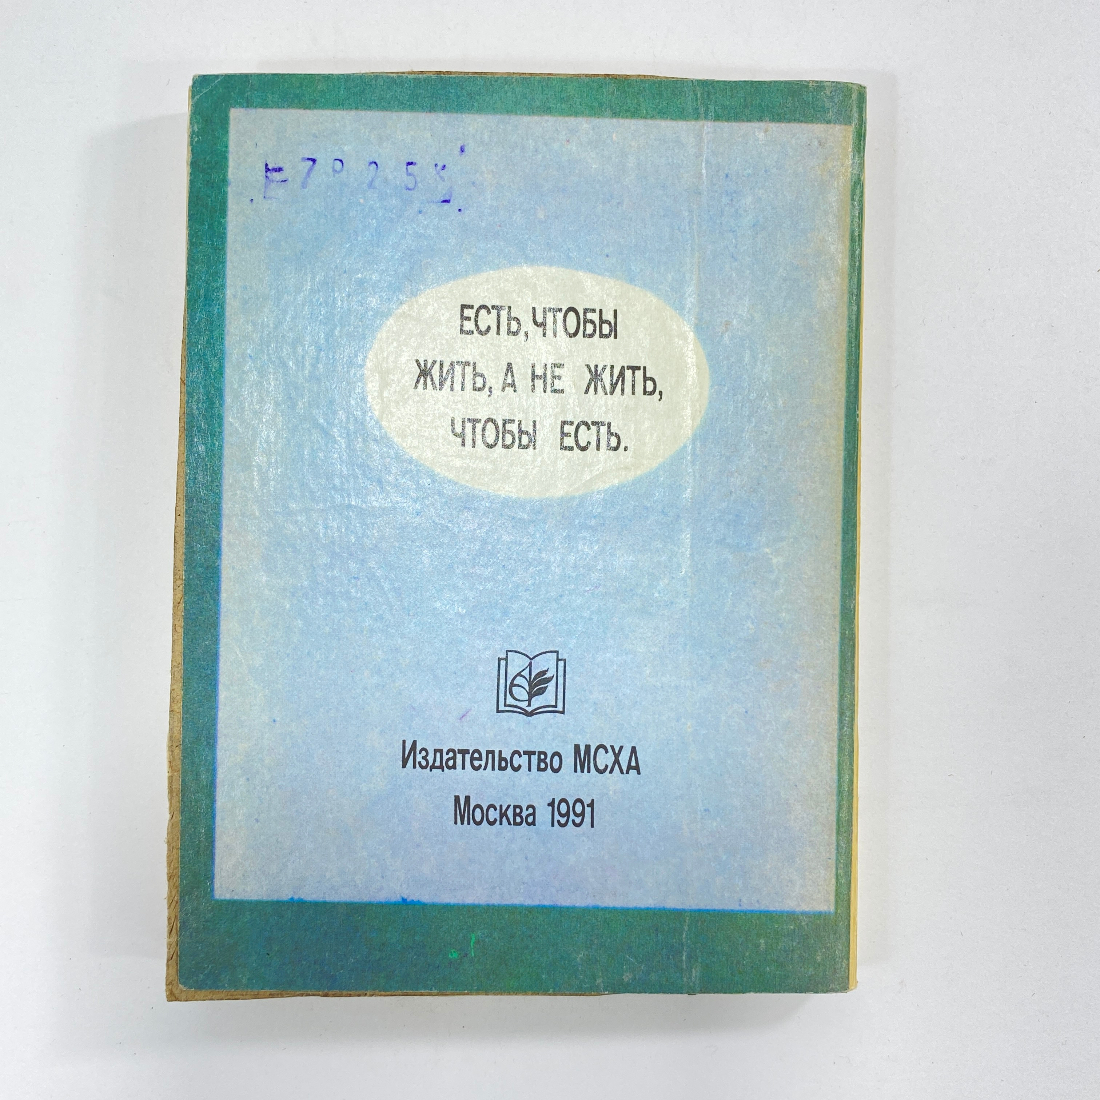 ЕСТЬ, ЧТОБЫ
ЖИТЬ, А НЕ ЖИТЬ,
ЧТОБЫ ЕСТЬ.
Издательство МСХА
Москва 1991